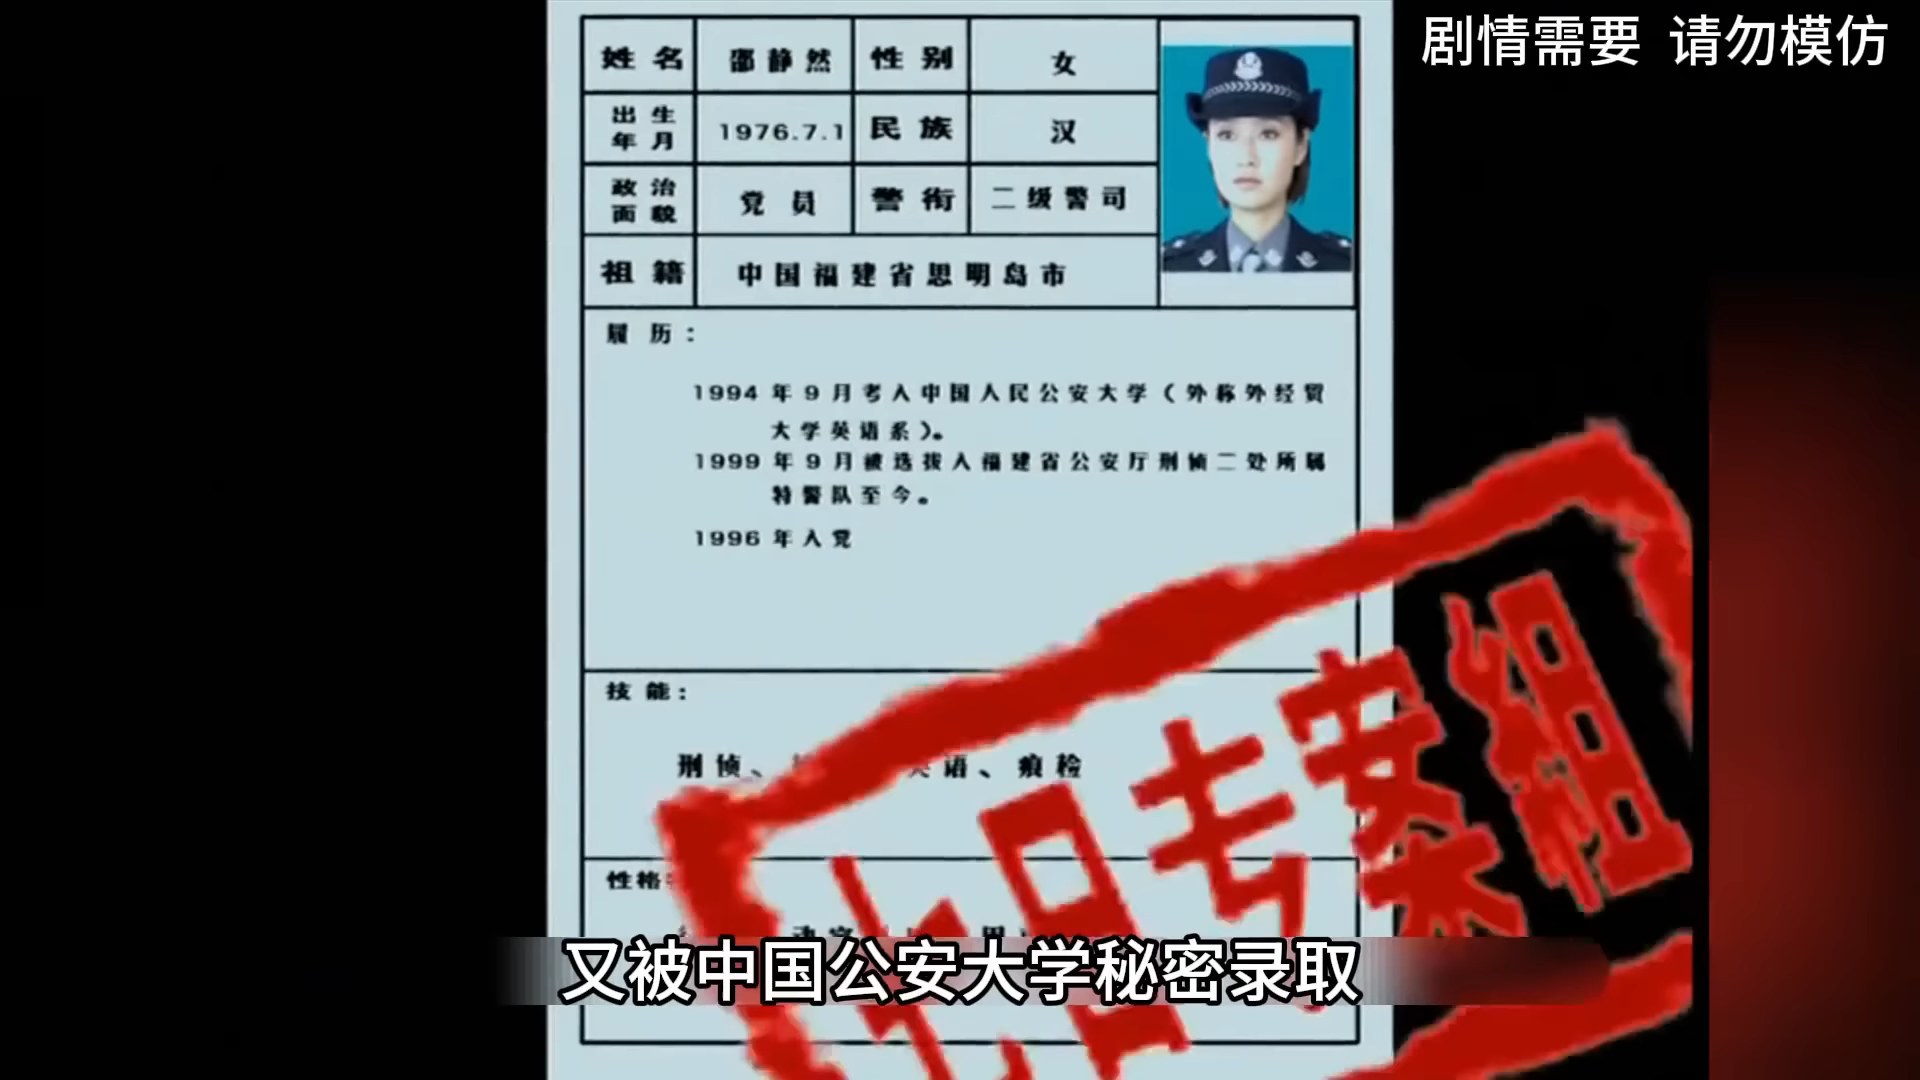 剧情需要 请勿模仿
姓名 邵静然 性别 女
出生年月 1976.7.1 民族 汉
政治面貌 党员 警衔 二级警司
祖籍 中国福建省思明岛市
履历：
1994年9月考入中国人民公安大学（外称外经贸
大学英语系）。
1999年9月被选拔入福建省公安厅刑侦二处所属
特警队至今。
1996年入党
技能：
刑侦、 英语、痕检
性格
专案组
又被中国公安大学秘密录取